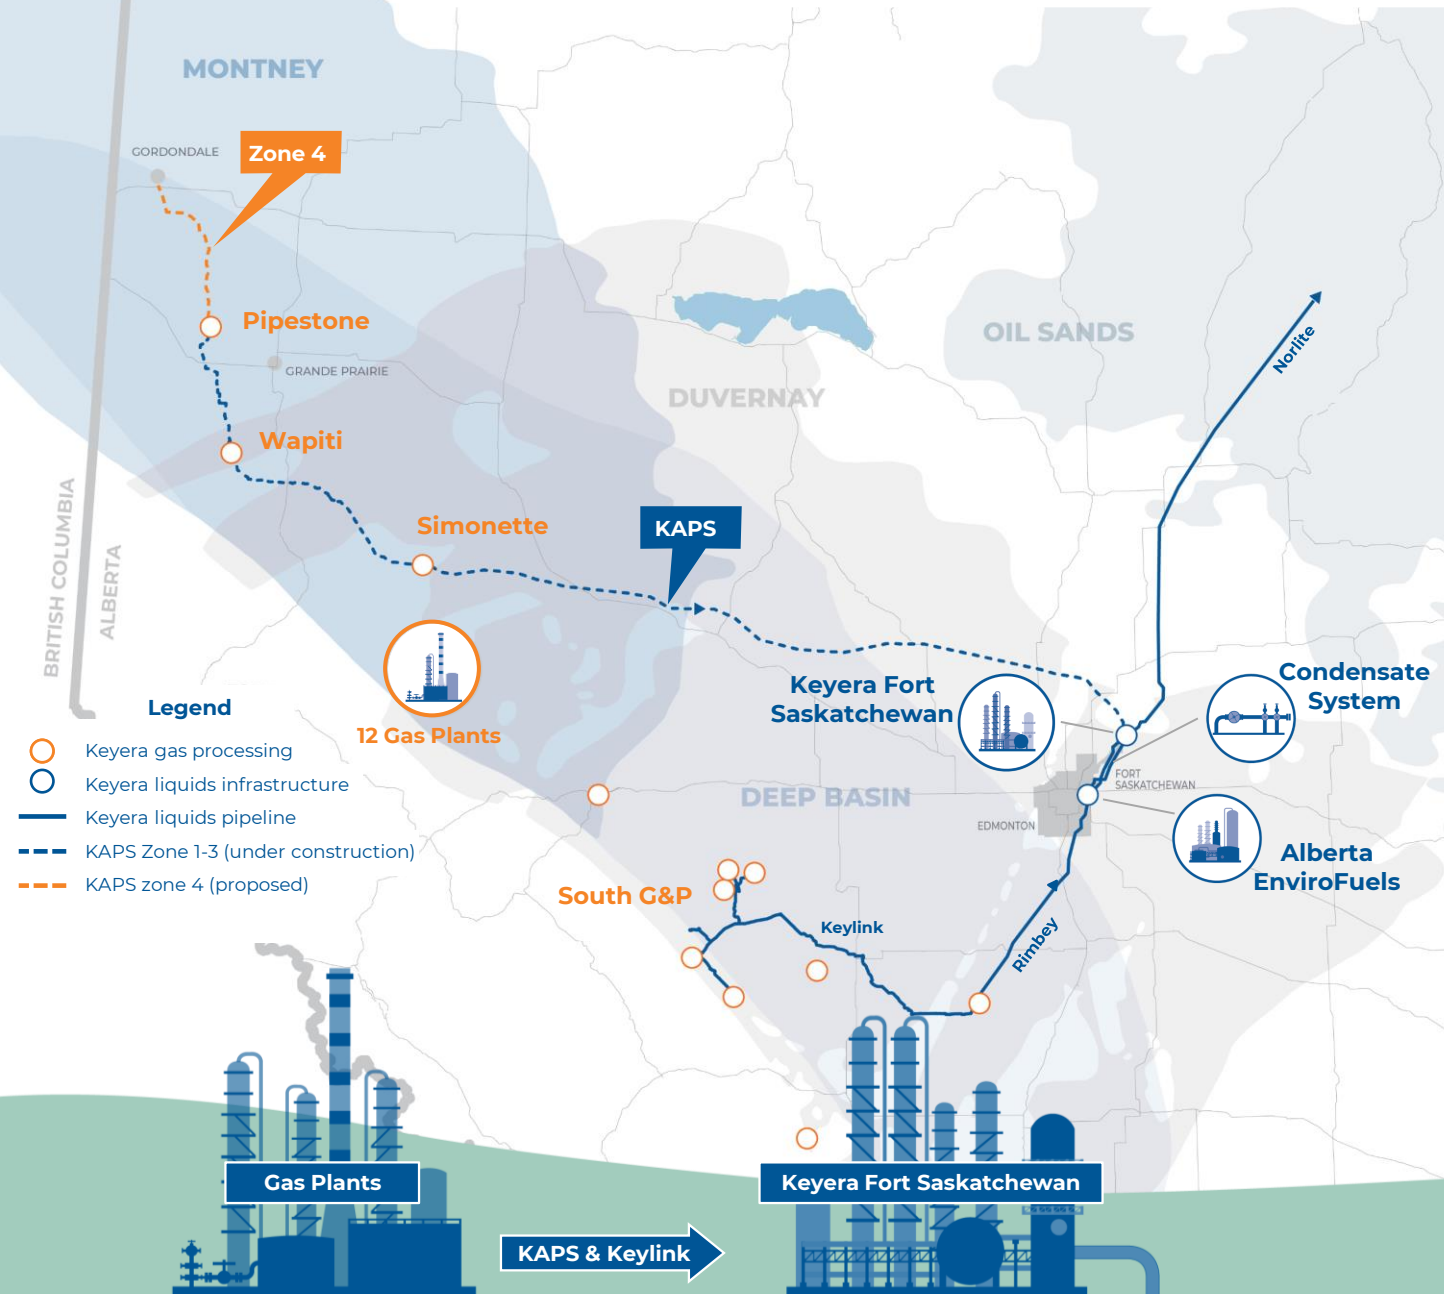 MONTNEY
GORDONDALE
Zone 4
Pipestone
GRANDE PRAIRIE
Wapiti
OIL SANDS
Norlite
DUVERNAY
BRITISH COLUMBIA
ALBERTA
Simonette
KAPS
12 Gas Plants
Keyera Fort
Saskatchewan
Condensate
System
FORT
SASKATCHEWAN
EDMONTON
DEEP BASIN
Alberta
EnviroFuels
Legend
Keyera gas processing
Keyera liquids infrastructure
Keyera liquids pipeline
KAPS Zone 1-3 (under construction)
KAPS zone 4 (proposed)
South G&P
Keylink
Rimbey
Gas Plants
Keyera Fort Saskatchewan
KAPS & Keylink